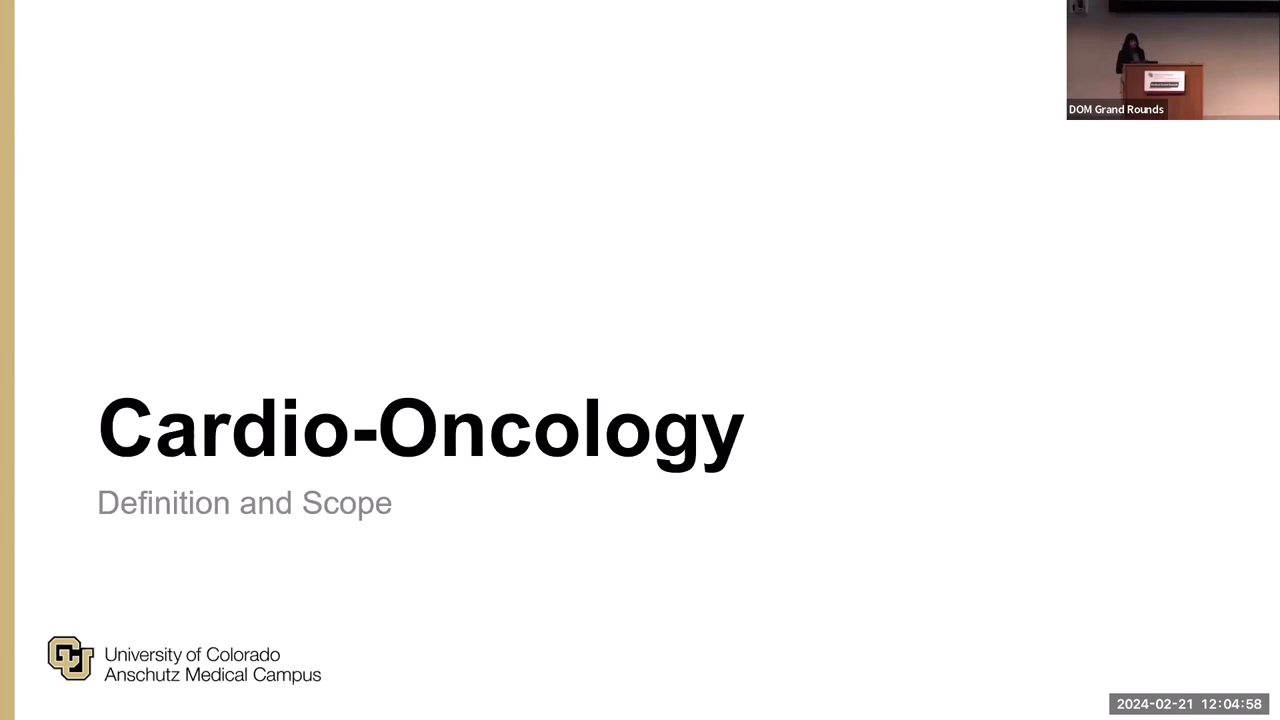 DOM Grand Rounds
Cardio-Oncology
Definition and Scope
University of Colorado
Anschutz Medical Campus
2024-02-21 12:04:58